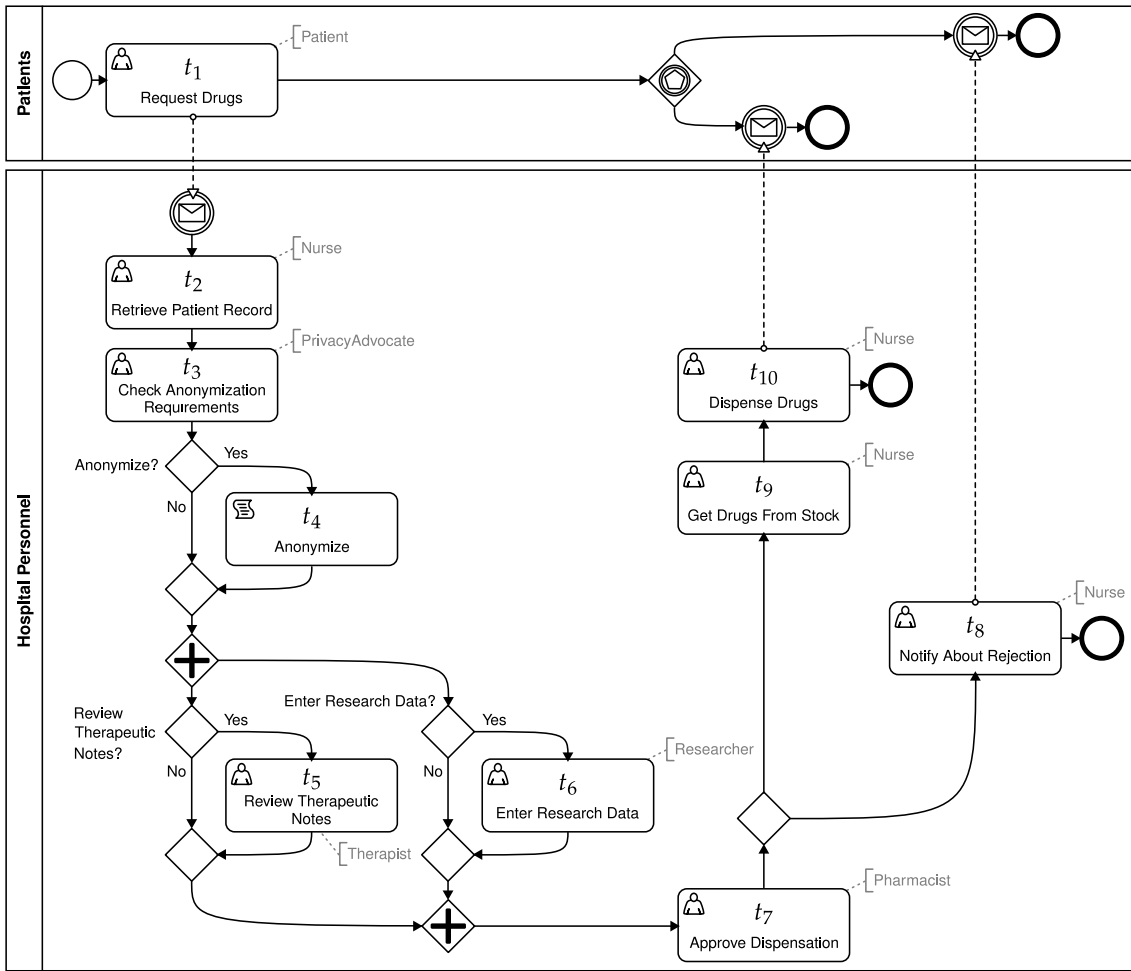 Patients
Patient
t1
Request Drugs
Hospital Personnel
Nurse
t2
Retrieve Patient Record
PrivacyAdvocate
t3
Check Anonymization
Requirements
Anonymize?
Yes
No
t4
Anonymize
Review
Therapeutic
Notes?
Yes
No
t5
Review Therapeutic
Notes
Therapist
Enter Research Data?
Yes
No
Researcher
t6
Enter Research Data
Pharmacist
t7
Approve Dispensation
Nurse
t8
Notify About Rejection
Nurse
t9
Get Drugs From Stock
Nurse
t10
Dispense Drugs